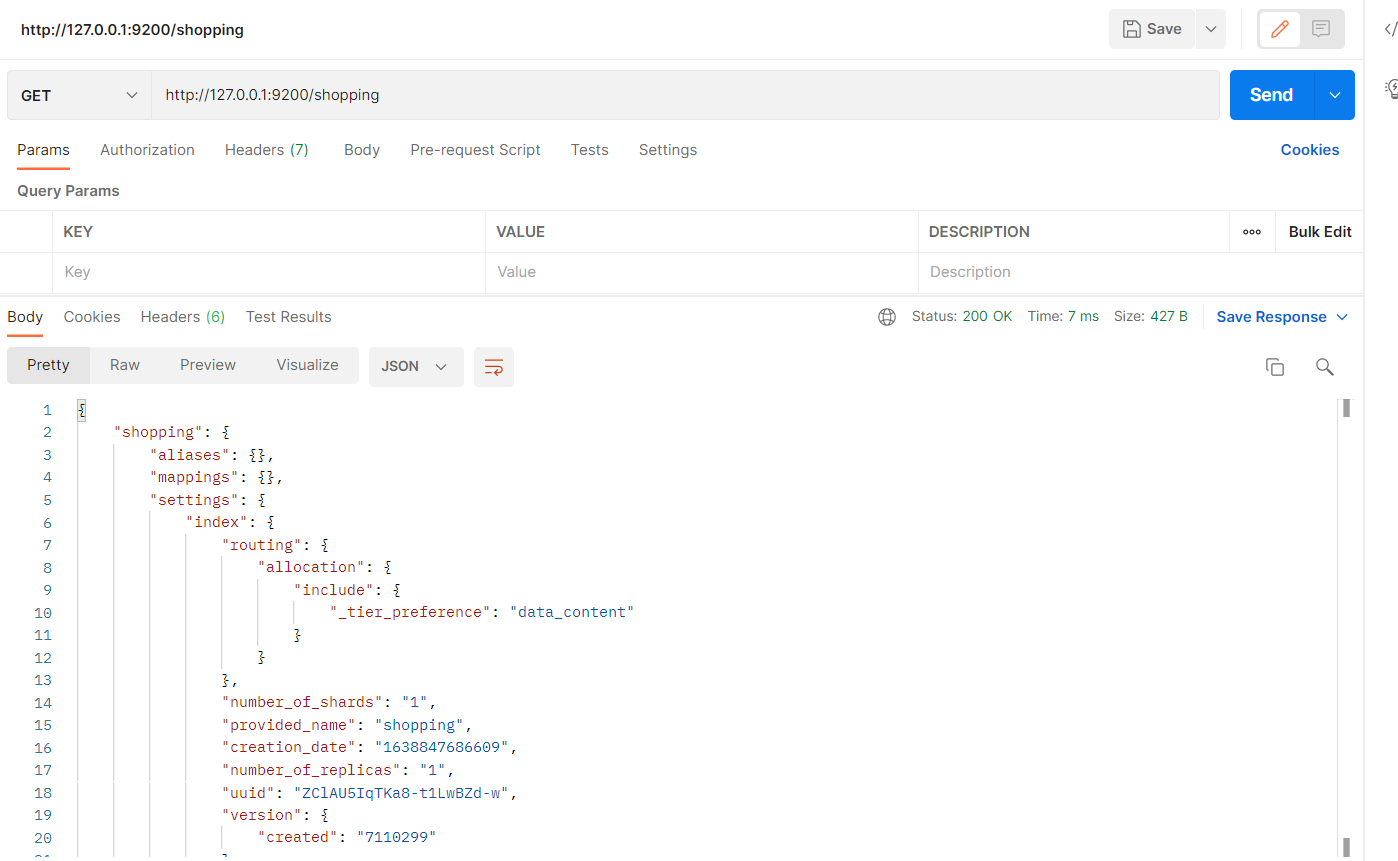 http://127.0.0.1:9200/shopping
Save
GET
http://127.0.0.1:9200/shopping
Send
Params Authorization Headers (7) Body Pre-request Script Tests Settings Cookies
Query Params
KEY VALUE DESCRIPTION ooo Bulk Edit
Key Value Description
Body Cookies Headers (6) Test Results Status: 200 OK Time: 7 ms Size: 427 B Save Response
Pretty Raw Preview Visualize JSON
1 {
2 "shopping": {
3 "aliases": {},
4 "mappings": {},
5 "settings": {
6 "index": {
7 "routing": {
8 "allocation": {
9 "include": {
10 "_tier_preference": "data_content"
11 }
12 }
13 },
14 "number_of_shards": "1",
15 "provided_name": "shopping",
16 "creation_date": "1638847686609",
17 "number_of_replicas": "1",
18 "uuid": "ZClAU5IqTKa8-t1LwBZd-w",
19 "version": {
20 "created": "7110299"